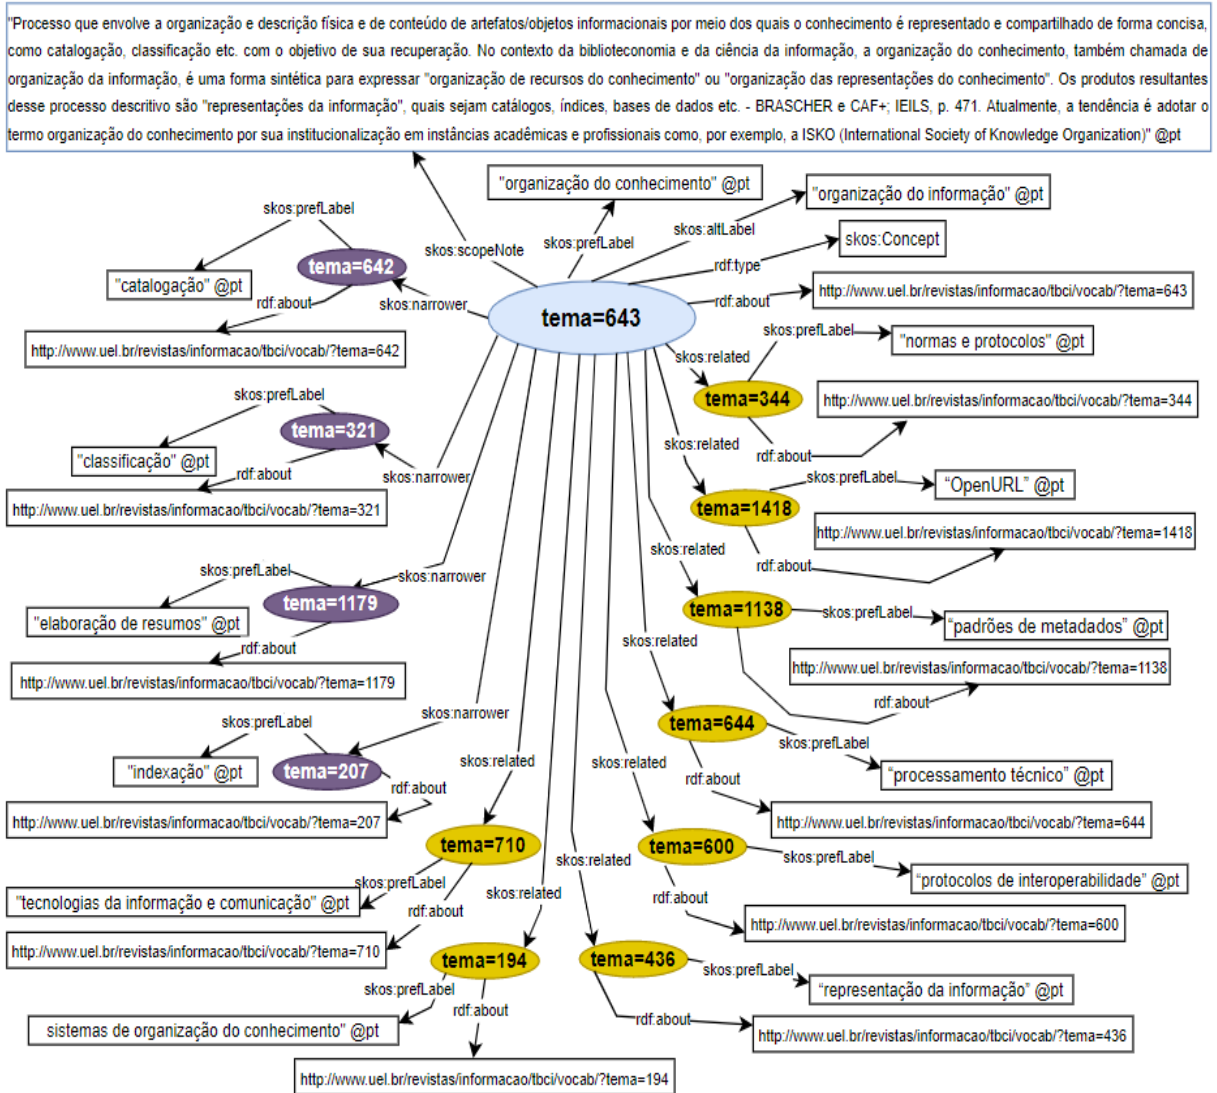 "Processo que envolve a organização e descrição física e de conteúdo de artefatos/objetos informacionais por meio dos quais o conhecimento é representado e compartilhado de forma concisa,
como catalogação, classificação etc. com o objetivo de sua recuperação. No contexto da biblioteconomia e da ciência da informação, a organização do conhecimento, também chamada de
organização da informação, é uma forma sintética para expressar "organização de recursos do conhecimento" ou "organização das representações do conhecimento". Os produtos resultantes
desse processo descritivo são "representações da informação", quais sejam catálogos, índices, bases de dados etc. - BRASCHER e CAF+; IEILS, p. 471. Atualmente, a tendência é adotar o
termo organização do conhecimento por sua institucionalização em instâncias acadêmicas e profissionais como, por exemplo, a ISKO (International Society of Knowledge Organization)" @pt
"organização do conhecimento" @pt
"organização do informação" @pt
skos:prefLabel
skos:altLabel
skos:scopeNote
skos:prefLabel
skos:Concept
rdf:type
tema=642
"catalogação" @pt
rdf:about
skos:narrower
rdf:about
http://www.uel.br/revistas/informacao/tbci/vocab/?tema=643
tema=643
http://www.uel.br/revistas/informacao/tbci/vocab/?tema=642
skos:prefLabel
"normas e protocolos" @pt
skos:related
tema=344
http://www.uel.br/revistas/informacao/tbci/vocab/?tema=344
skos:prefLabel
tema=321
"classificação" @pt
rdf:about
skos:narrower
http://www.uel.br/revistas/informacao/tbci/vocab/?tema=321
skos:related
rdf:about
skos:prefLabel
“OpenURL” @pt
tema=1418
http://www.uel.br/revistas/informacao/tbci/vocab/?tema=1418
skos:related
rdf:about
skos:prefLabel
skos:narrower
tema=1179
"elaboração de resumos" @pt
rdf:about
http://www.uel.br/revistas/informacao/tbci/vocab/?tema=1179
tema=1138
skos:prefLabel
“padrões de metadados” @pt
skos:related
http://www.uel.br/revistas/informacao/tbci/vocab/?tema=1138
rdf:about
skos:narrower
skos:prefLabel
"indexação" @pt
tema=207
rdf:about
http://www.uel.br/revistas/informacao/tbci/vocab/?tema=207
tema=644
skos:prefLabel
“processamento técnico” @pt
rdf:about
http://www.uel.br/revistas/informacao/tbci/vocab/?tema=644
skos:related
skos:related
tema=710
skos:prefLabel
"tecnologias da informação e comunicação" @pt
rdf:about
http://www.uel.br/revistas/informacao/tbci/vocab/?tema=710
tema=600
skos:prefLabel
“protocolos de interoperabilidade” @pt
rdf:about
http://www.uel.br/revistas/informacao/tbci/vocab/?tema=600
skos:related
skos:related
tema=194
skos:prefLabel
sistemas de organização do conhecimento" @pt
rdf:about
http://www.uel.br/revistas/informacao/tbci/vocab/?tema=194
tema=436
skos:prefLabel
“representação da informação” @pt
rdf:about
http://www.uel.br/revistas/informacao/tbci/vocab/?tema=436